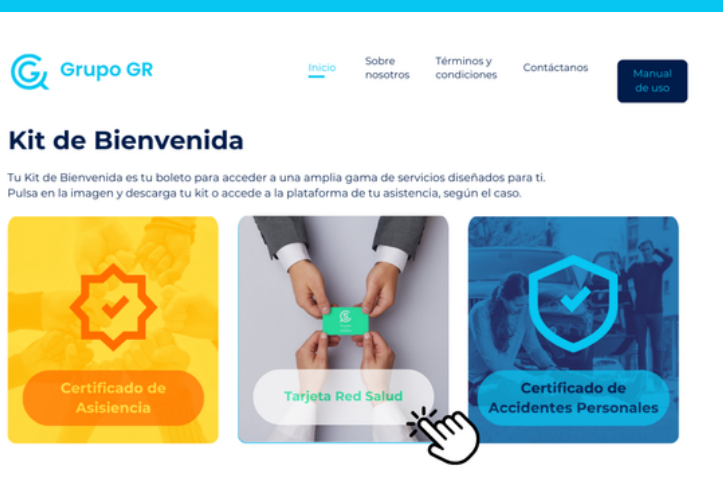 Grupo GR
Inicio
Sobre
nosotros
Términos y
condiciones
Contáctanos
Manual
de uso
Kit de Bienvenida
Tu Kit de Bienvenida es tu boleto para acceder a una amplia gama de servicios diseñados para ti.
Pulsa en la imagen y descarga tu kit o accede a la plataforma de tu asistencia, según el caso.
Certificado de
Asisiencia
Tarjeta Red Salud
Certificado de
Accidentes Personales